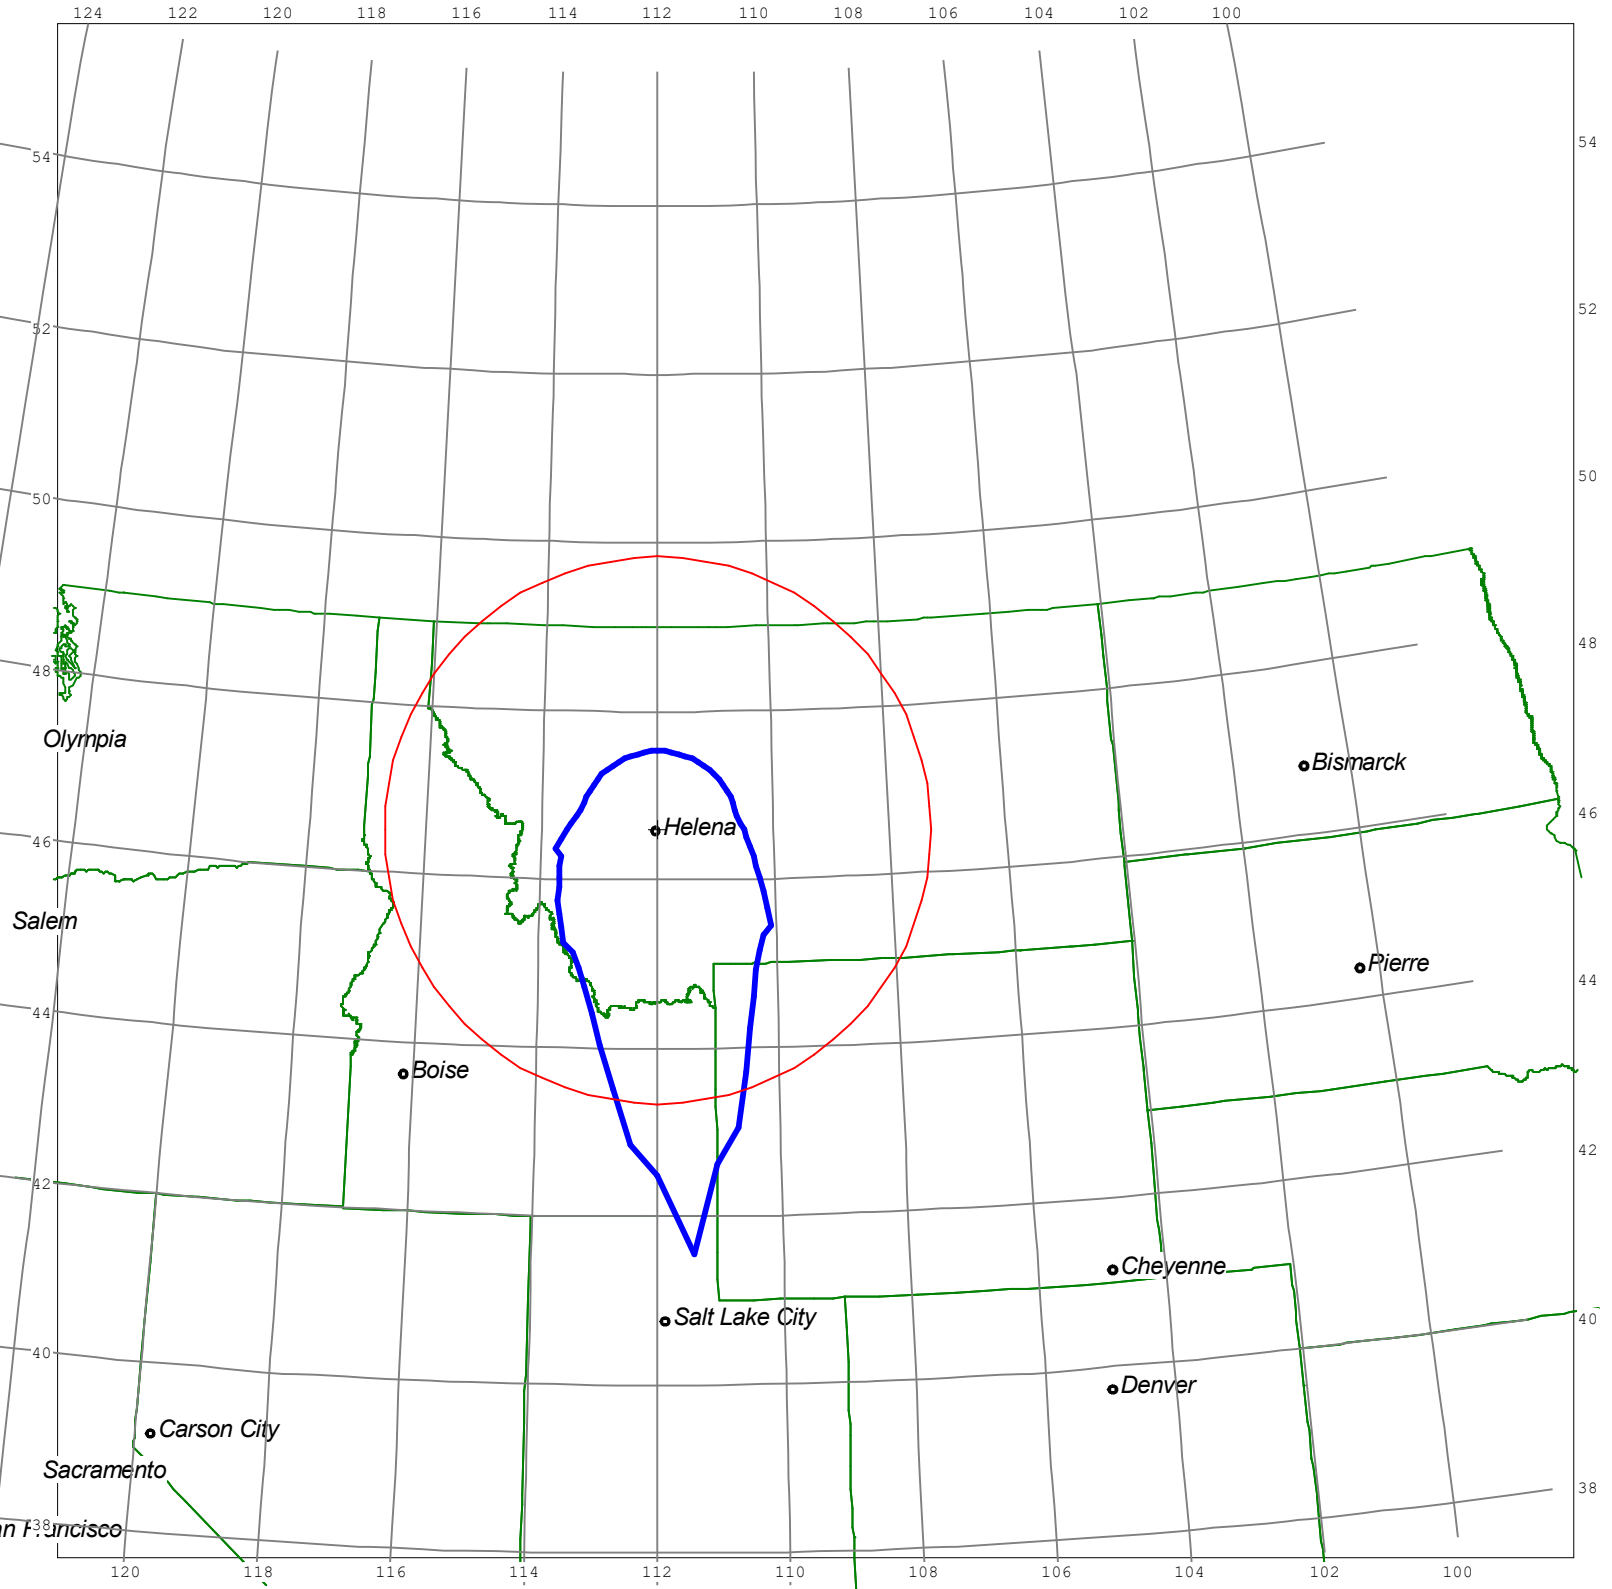 124 122 120 118 116 114 112 110 108 106 104 102 100
54 54
52 52
50 50
48 48
Olympia
Bismarck
46 46
Helena
Salem
Pierre
44 44
Boise
42 42
Cheyenne
Salt Lake City
40 40
Denver
Carson City
Sacramento
38 38
an Francisco
120 118 116 114 112 110 108 106 104 102 100